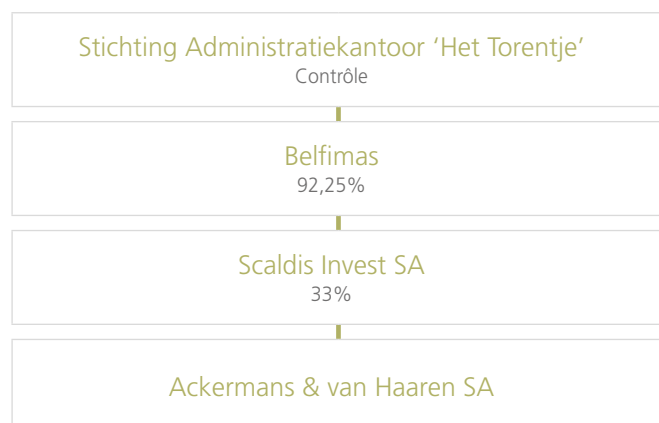 Stichting Administratiekantoor ‘Het Torentje’
Contrôle
Belfimas
92,25%
Scaldis Invest SA
33%
Ackermans & van Haaren SA